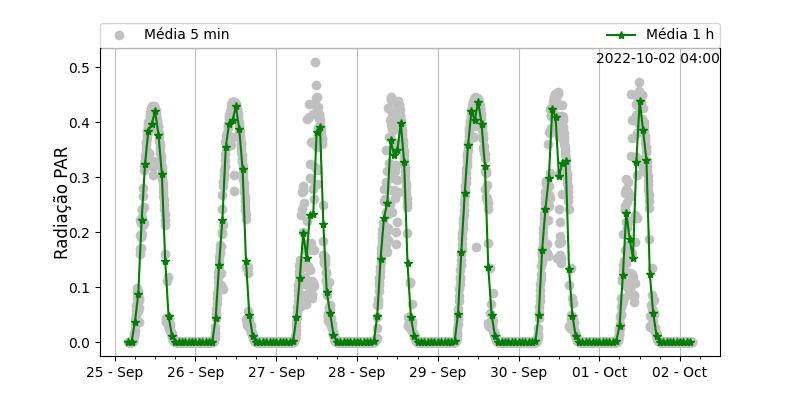 Média 5 min
Média 1 h
2022-10-02 04:00
Radiação PAR
0.5
0.4
0.3
0.2
0.1
0.0
25 - Sep
26 - Sep
27 - Sep
28 - Sep
29 - Sep
30 - Sep
01 - Oct
02 - Oct